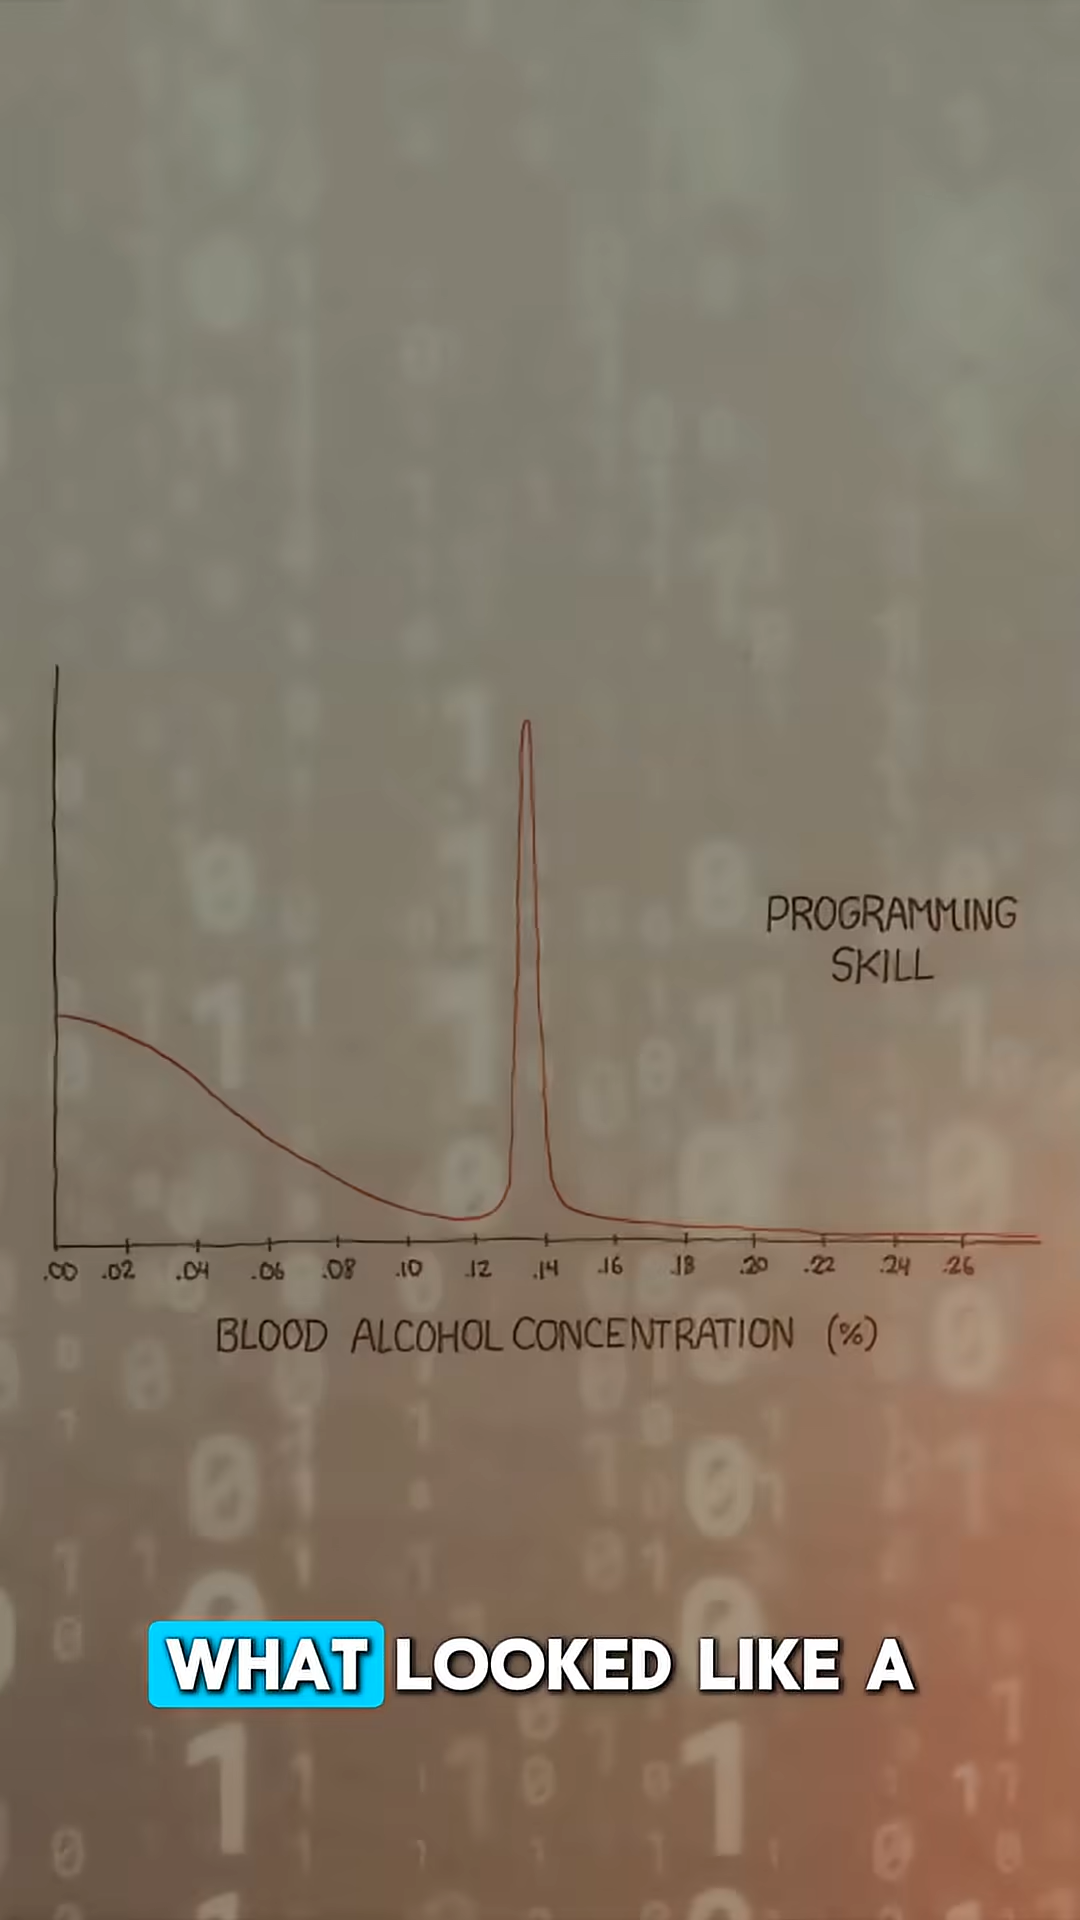 PROGRAMMING
SKILL
.00 .02 .04 .06 .08 .10 .12 .14 .16 .18 .20 .22 .24 .26
BLOOD ALCOHOL CONCENTRATION (%)
WHAT LOOKED LIKE A